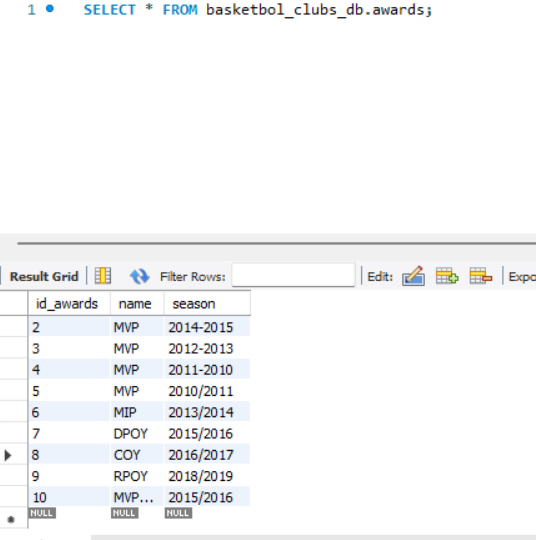 1 SELECT * FROM basketbol_clubs_db.awards;
Result Grid Filter Rows: Edit: Expo
id_awards name season
2 MVP 2014-2015
3 MVP 2012-2013
4 MVP 2011-2010
5 MVP 2010/2011
6 MIP 2013/2014
7 DPOY 2015/2016
8 COY 2016/2017
9 RPOY 2018/2019
10 MVP... 2015/2016
NULL NULL NULL